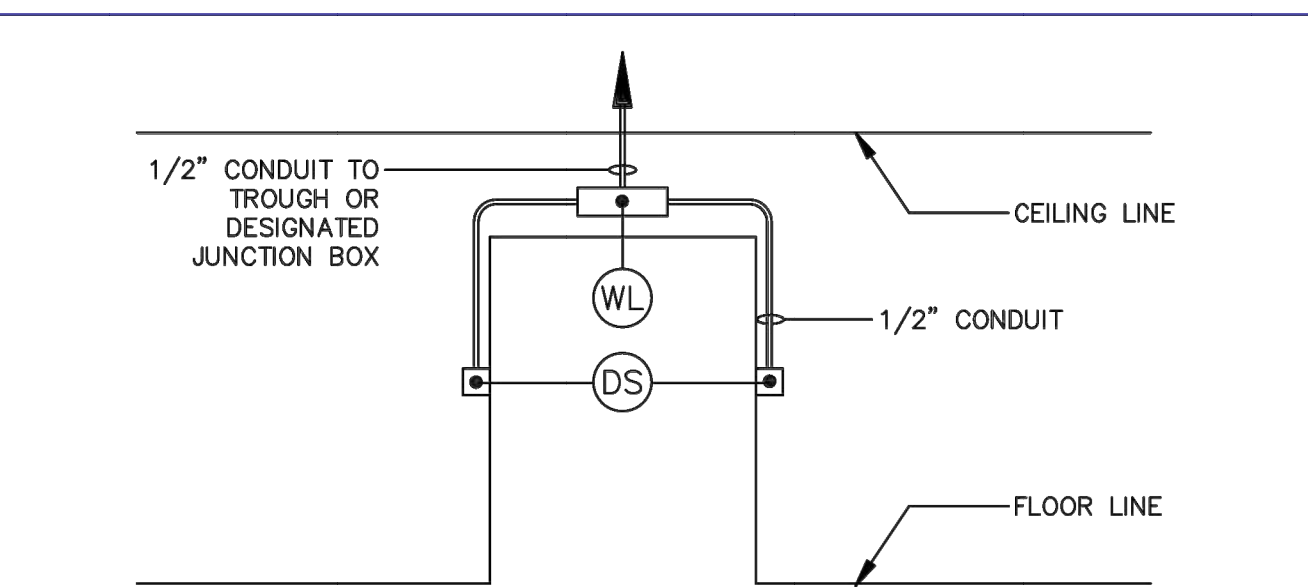 1/2” CONDUIT TO
TROUGH OR
DESIGNATED
JUNCTION BOX
CEILING LINE
WL
1/2” CONDUIT
DS
FLOOR LINE